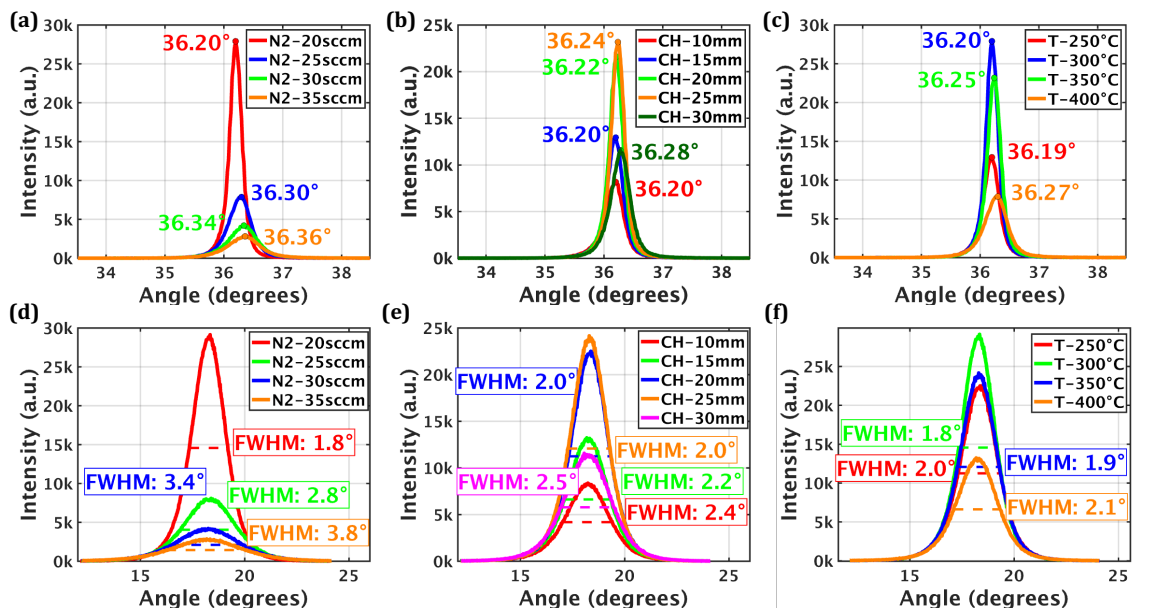 (a)
30k
25k
20k
15k
10k
5k
0k
Intensity (a.u.)
36.20°
36.30°
36.34°
36.36°
N2-20sccm
N2-25sccm
N2-30sccm
N2-35sccm
34 35 36 37 38
Angle (degrees)
(b)
25k
20k
15k
10k
5k
0k
Intensity (a.u.)
36.24°
36.22°
36.20°
36.28°
36.20°
CH-10mm
CH-15mm
CH-20mm
CH-25mm
CH-30mm
34 35 36 37 38
Angle (degrees)
(c)
30k
25k
20k
15k
10k
5k
0k
Intensity (a.u.)
36.20°
36.25°
36.19°
36.27°
T-250°C
T-300°C
T-350°C
T-400°C
34 35 36 37 38
Angle (degrees)
(d)
30k
25k
20k
15k
10k
5k
0k
Intensity (a.u.)
N2-20sccm
N2-25sccm
N2-30sccm
N2-35sccm
FWHM: 1.8°
FWHM: 3.4°
FWHM: 2.8°
FWHM: 3.8°
15 20 25
Angle (degrees)
(e)
25k
20k
15k
10k
5k
0k
Intensity (a.u.)
CH-10mm
CH-15mm
CH-20mm
CH-25mm
CH-30mm
FWHM: 2.0°
FWHM: 2.0°
FWHM: 2.5°
FWHM: 2.2°
FWHM: 2.4°
15 20 25
Angle (degrees)
(f)
30k
25k
20k
15k
10k
5k
0k
Intensity (a.u.)
T-250°C
T-300°C
T-350°C
T-400°C
FWHM: 1.8°
FWHM: 2.0°
FWHM: 1.9°
FWHM: 2.1°
15 20 25
Angle (degrees)